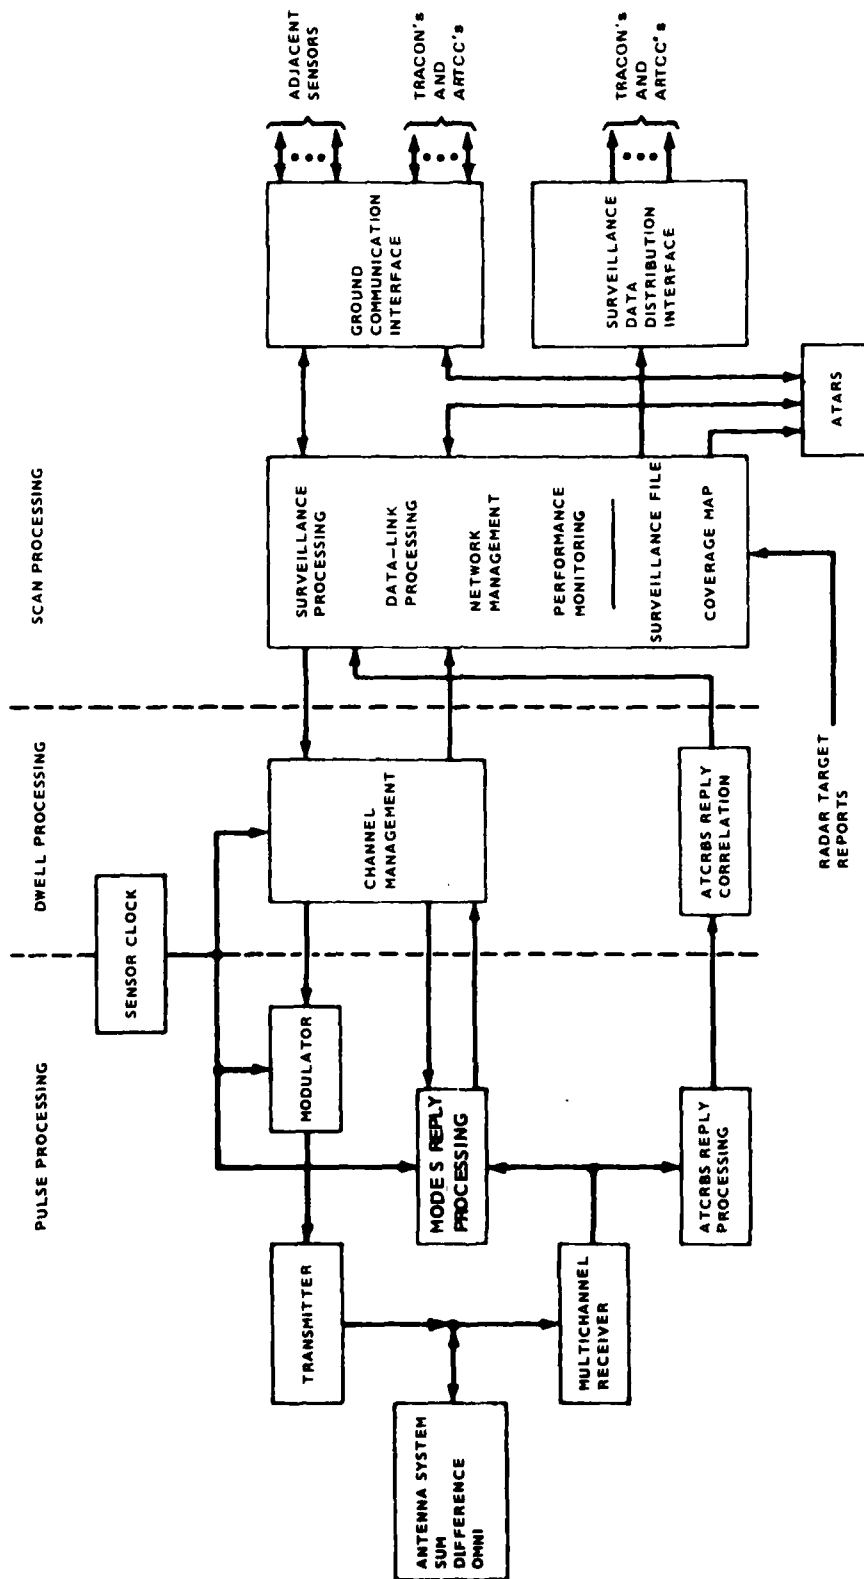 PULSE PROCESSING
DWELL PROCESSING
SCAN PROCESSING
SENSOR CLOCK
ANTENNA SYSTEM
SUM
DIFFERENCE
OMNI
TRANSMITTER
MULTICHANNEL
RECEIVER
MODULATOR
MODE S REPLY
PROCESSING
ATCRBS REPLY
PROCESSING
CHANNEL
MANAGEMENT
ATCRBS REPLY
CORRELATION
RADAR TARGET
REPORTS
SURVEILLANCE
PROCESSING
DATA-LINK
PROCESSING
NETWORK
MANAGEMENT
PERFORMANCE
MONITORING
SURVEILLANCE FILE
COVERAGE MAP
GROUND
COMMUNICATION
INTERFACE
SURVEILLANCE
DATA
DISTRIBUTION
INTERFACE
ATARS
ADJACENT
SENSORS
TRACON's
AND
ARTCC's
TRACON's
AND
ARTCC's